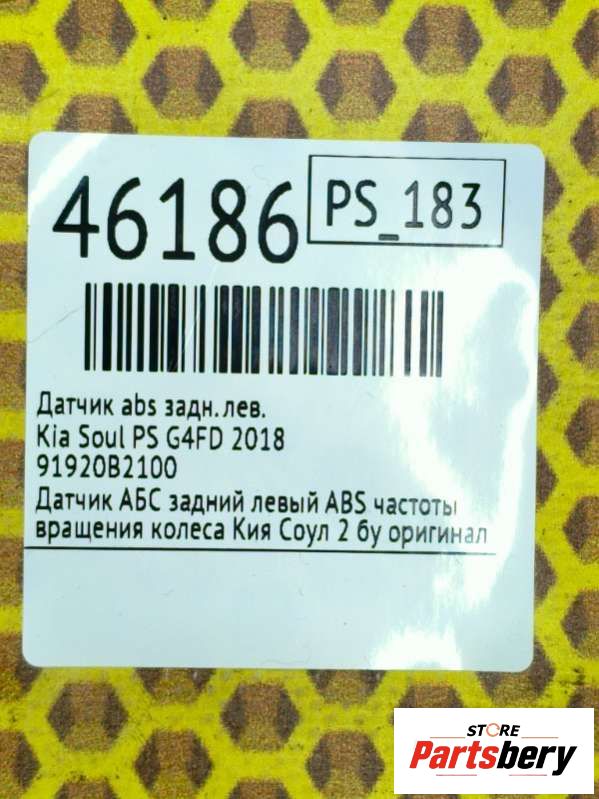 46186
PS_183
Датчик abs задн.лев.
Kia Soul PS G4FD 2018
91920B2100
Датчик АБС задний левый ABS частоты
вращения колеса Кия Соул 2 бу оригинал
STORE
Partsbery